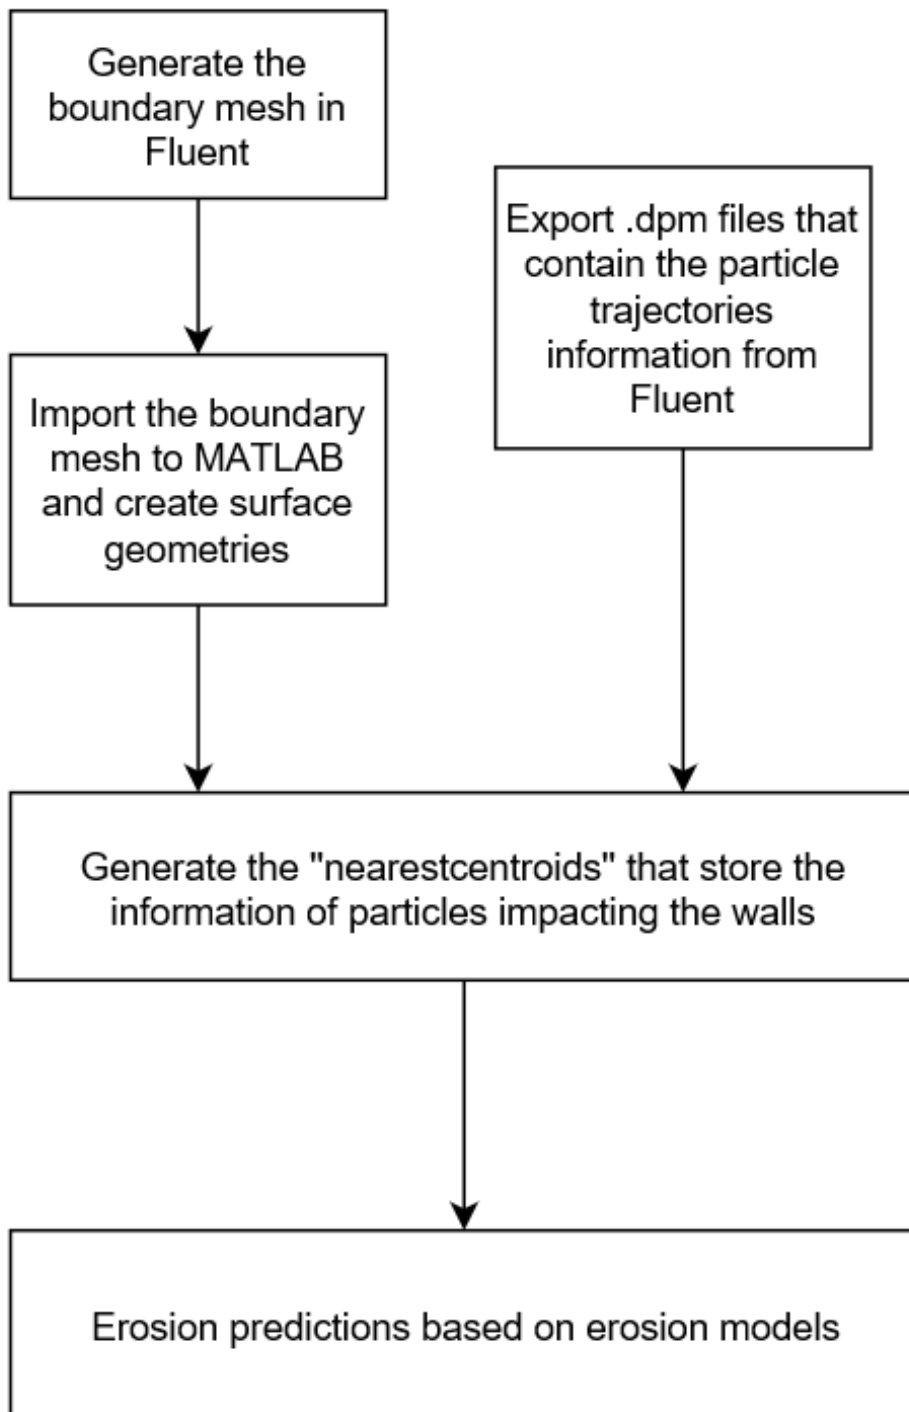 Generate the
boundary mesh in
Fluent
Export .dpm files that
contain the particle
trajectories
information from
Fluent
Import the boundary
mesh to MATLAB
and create surface
geometries
Generate the "nearestcentroids" that store the
information of particles impacting the walls
Erosion predictions based on erosion models